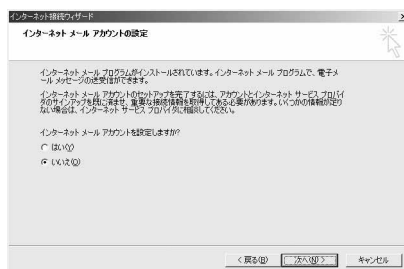 インターネット接続ウィザード
インターネット メール アカウントの設定
インターネット メール プログラムがインストールされています。インターネット メール プログラムで、電子メ
ール メッセージの送受信ができます。
インターネット メール アカウントのセットアップを完了するには、アカウントとインターネット サービス プロバイ
ダのサインアップを既に済ませ、重要な接続情報を取得してある必要があります。いくつかの情報が足り
ない場合は、インターネット サービス プロバイダに相談してください。
インターネット メール アカウントを設定しますか?
はい(Y)
いいえ(O)
< 戻る(B)
次へ(N) >
キャンセル